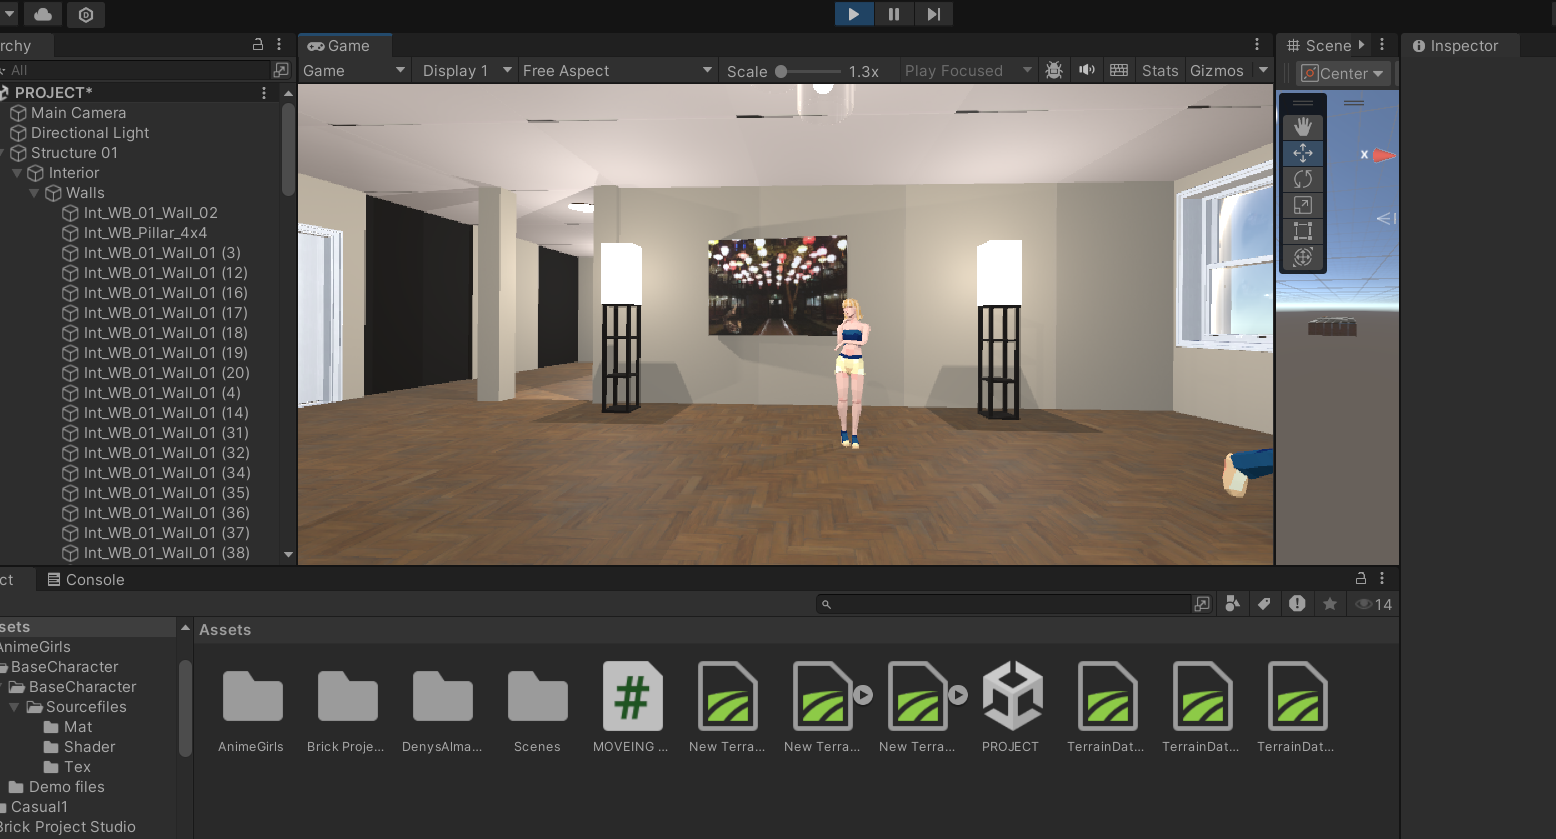 rchy
Game
Scene
Inspector
All
Game
Display 1
Free Aspect
Scale
1.3x
Play Focused
Stats
Gizmos
Center
PROJECT*
Main Camera
Directional Light
Structure 01
Interior
Walls
Int_WB_01_Wall_02
Int_WB_Pillar_4x4
Int_WB_01_Wall_01 (3)
Int_WB_01_Wall_01 (12)
Int_WB_01_Wall_01 (16)
Int_WB_01_Wall_01 (17)
Int_WB_01_Wall_01 (18)
Int_WB_01_Wall_01 (19)
Int_WB_01_Wall_01 (20)
Int_WB_01_Wall_01 (4)
Int_WB_01_Wall_01 (14)
Int_WB_01_Wall_01 (31)
Int_WB_01_Wall_01 (32)
Int_WB_01_Wall_01 (34)
Int_WB_01_Wall_01 (35)
Int_WB_01_Wall_01 (36)
Int_WB_01_Wall_01 (37)
Int_WB_01_Wall_01 (38)
x
ct
Console
14
sets
AnimeGirls
BaseCharacter
BaseCharacter
Sourcefiles
Mat
Shader
Tex
Demo files
Casual1
Brick Project Studio
Assets
AnimeGirls
Brick Proje...
DenysAlma...
Scenes
MOVEING ...
New Terra...
New Terra...
New Terra...
PROJECT
TerrainDat...
TerrainDat...
TerrainDat...